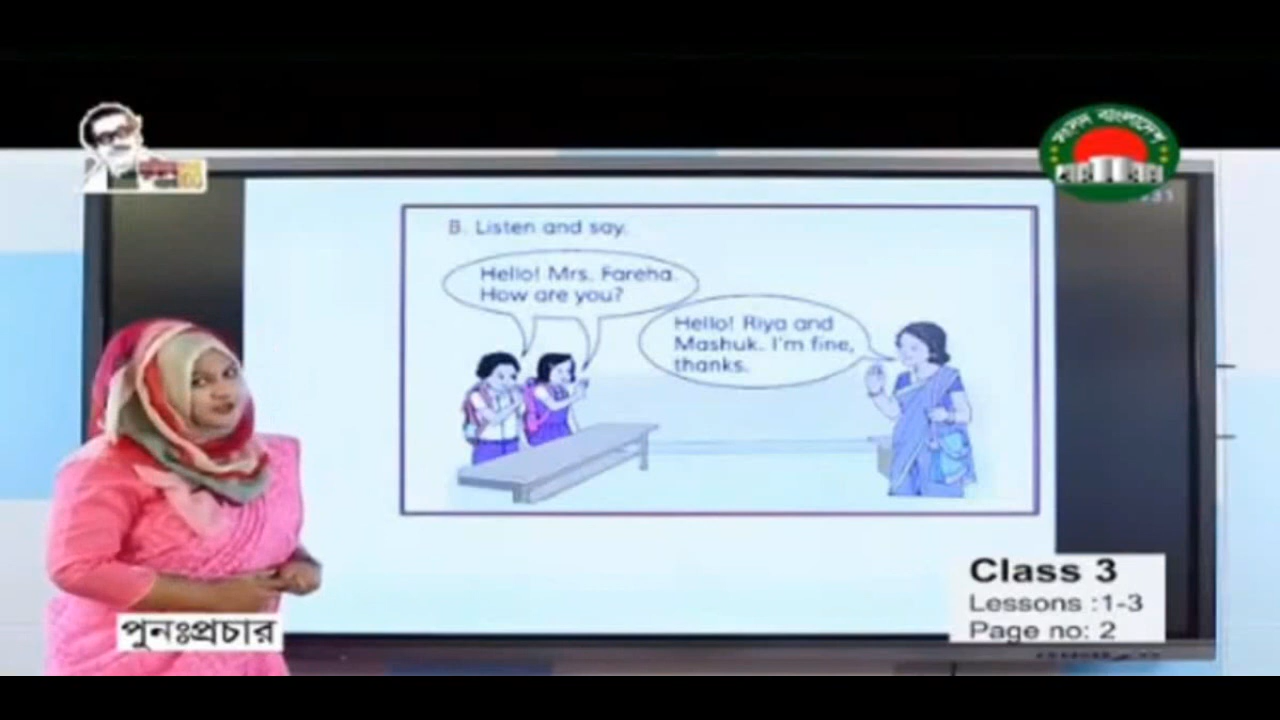 সংসদ বাংলাদেশ
B. Listen and say.
Hello! Mrs. Fareha.
How are you?
Hello! Riya and
Mashuk. I'm fine,
thanks.
Class 3
Lessons :1-3
Page no: 2
পুনঃপ্রচার